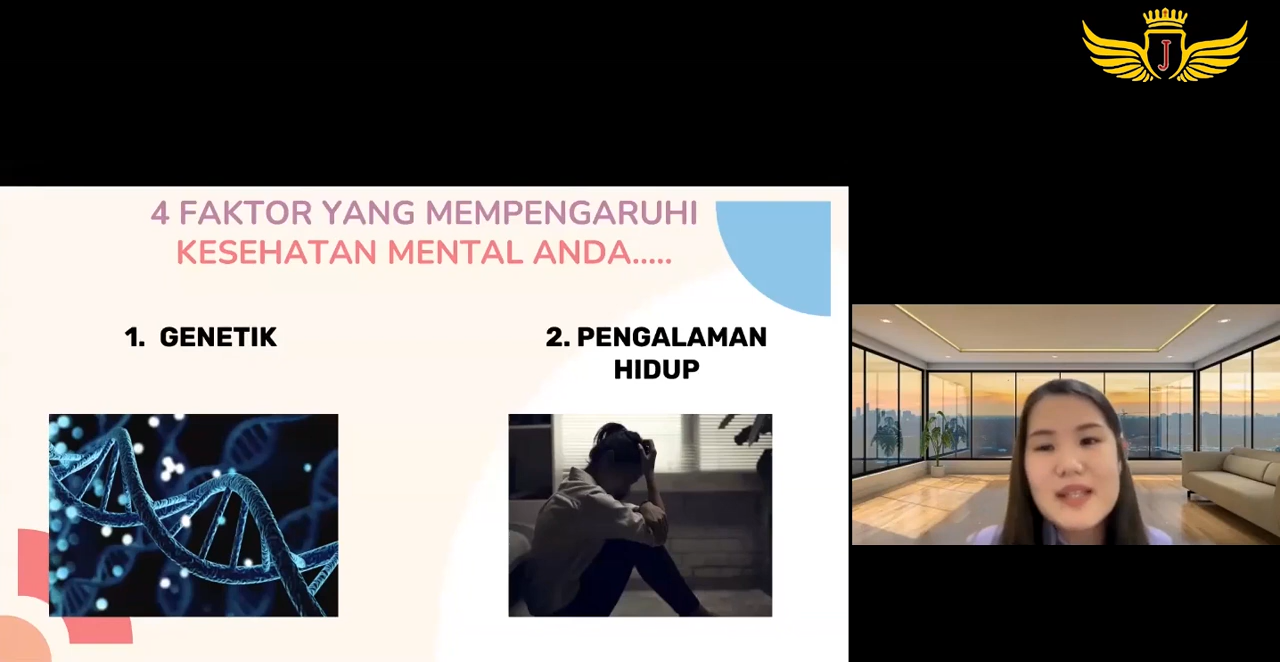 J
4 FAKTOR YANG MEMPENGARUHI
KESEHATAN MENTAL ANDA.....
1. GENETIK
2. PENGALAMAN
HIDUP